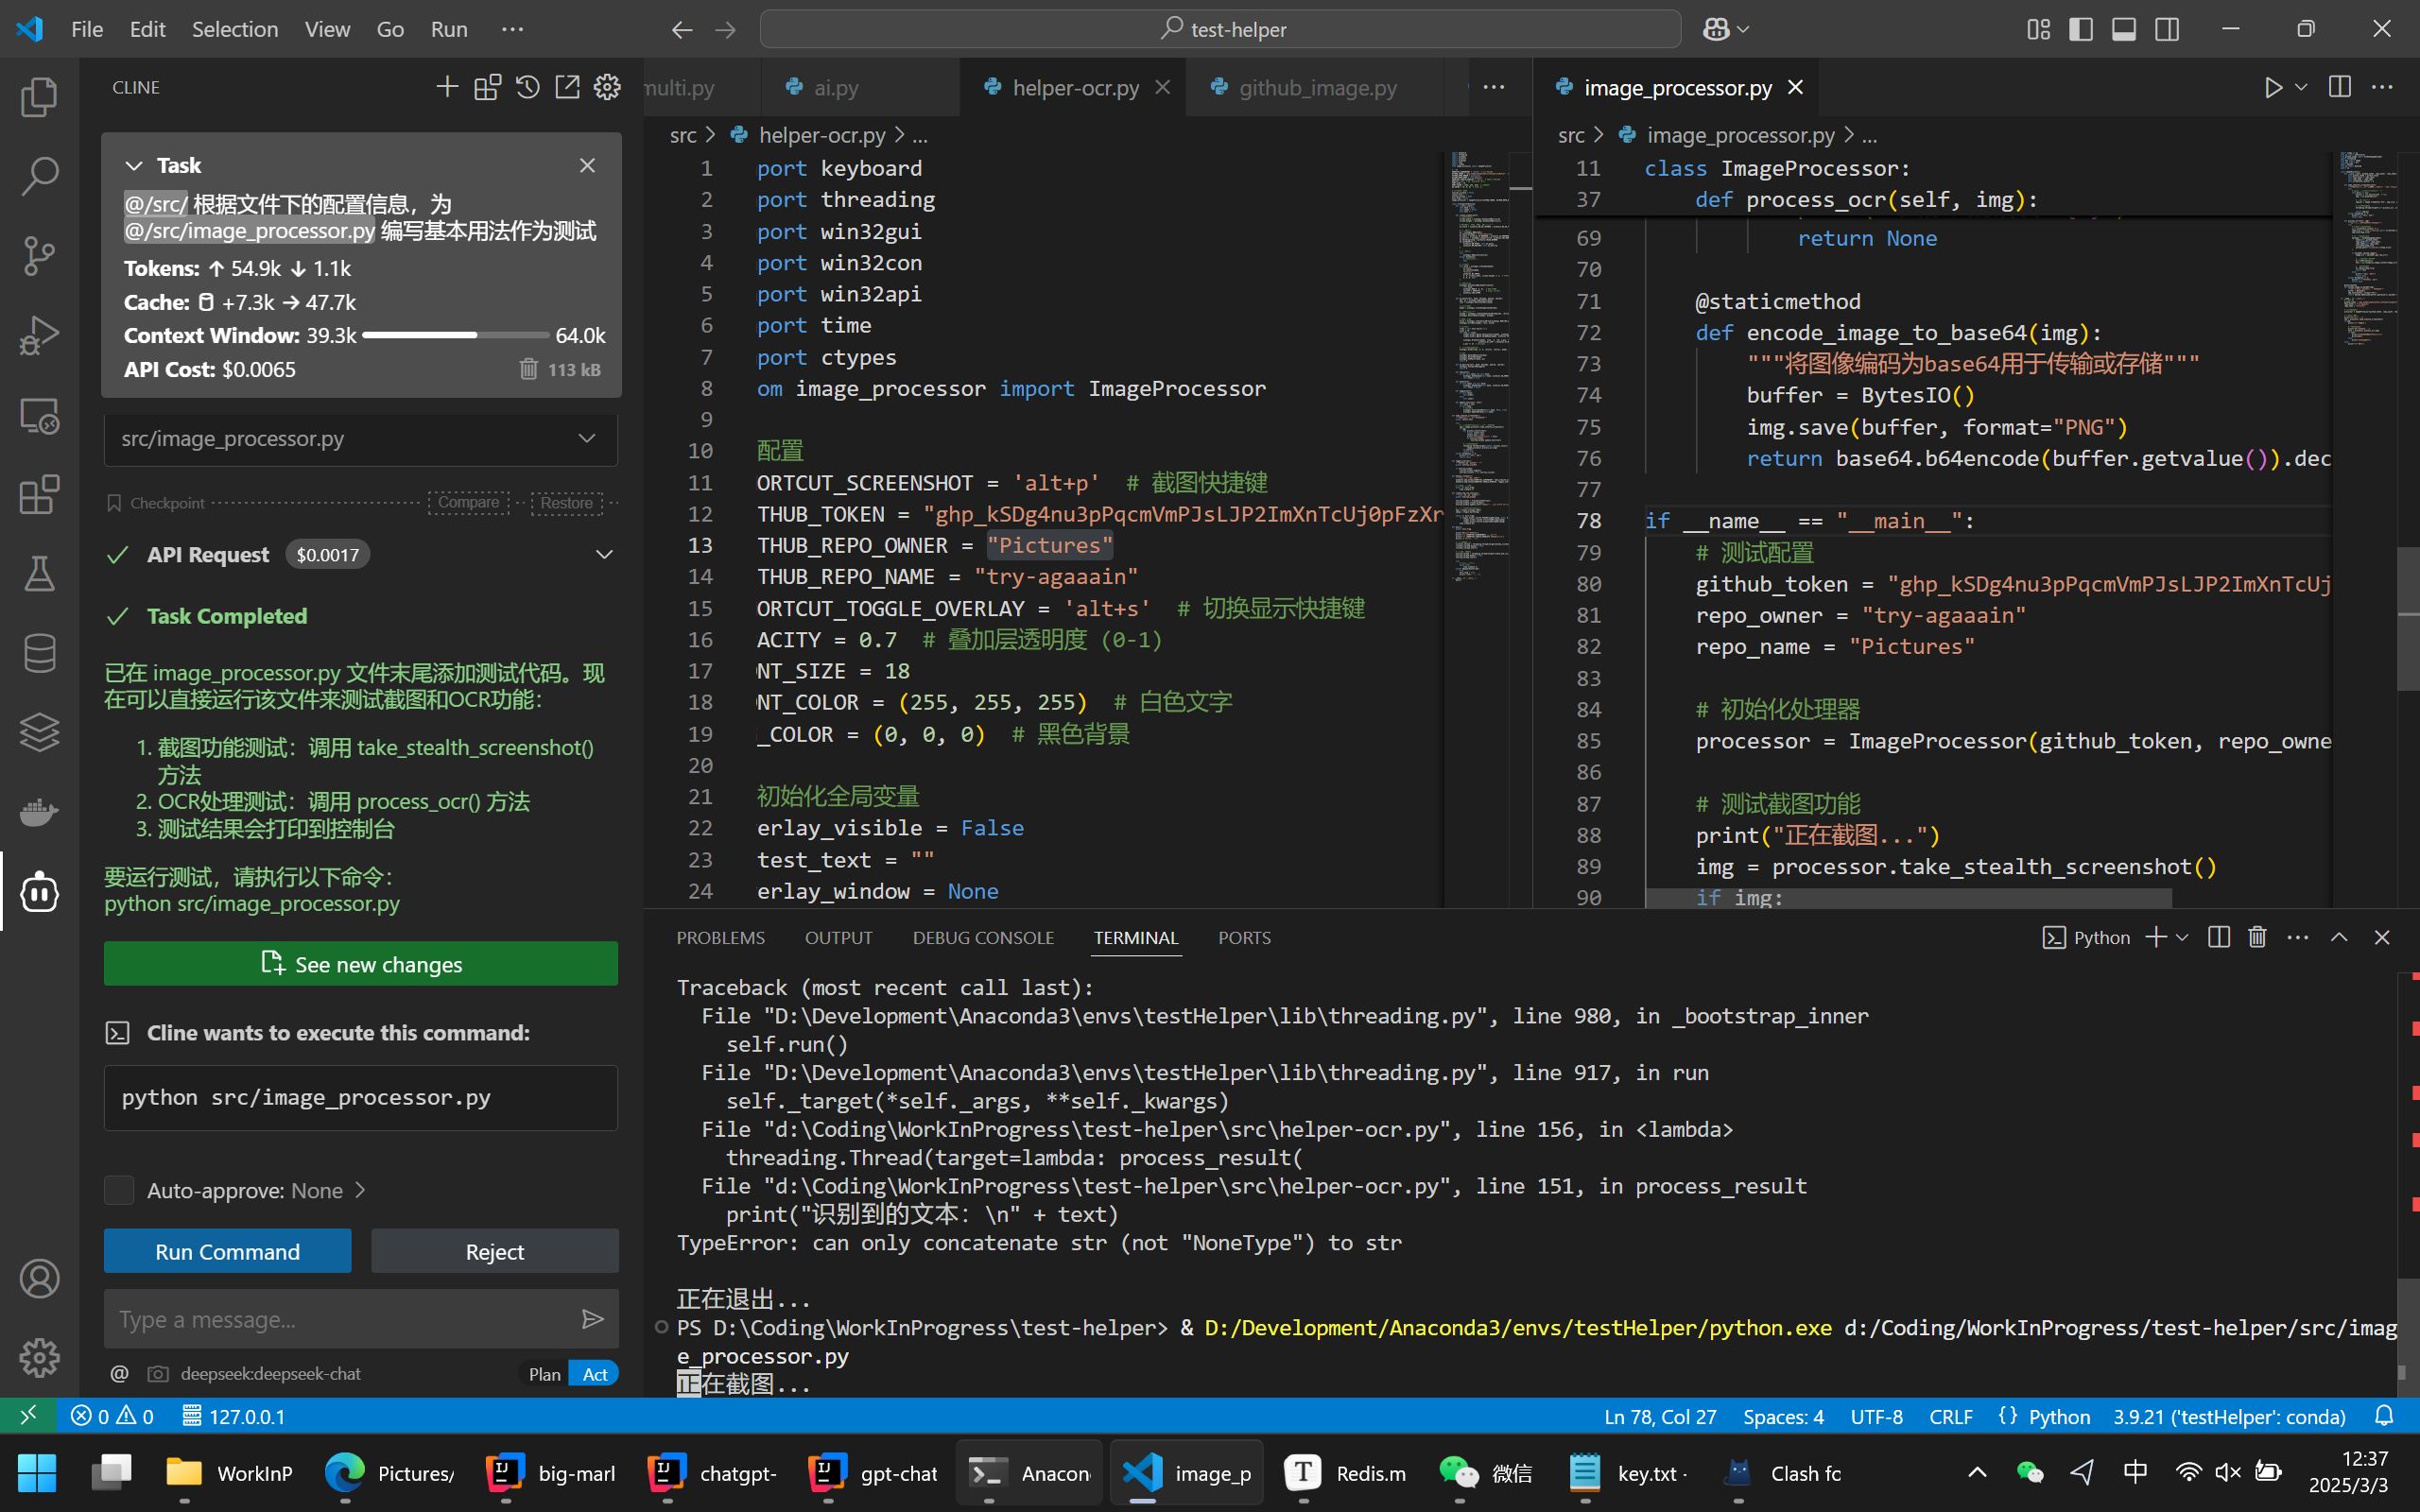 File Edit Selection View Go Run ...
test-helper
CLINE
Task
@/src/ 根据文件下的配置信息，为
@/src/image_processor.py 编写基本用法作为测试
Tokens: ↑ 54.9k ↓ 1.1k
Cache: +7.3k → 47.7k
Context Window: 39.3k 64.0k
API Cost: $0.0065 113 kB
src/image_processor.py
Checkpoint Compare Restore
API Request $0.0017
Task Completed
已在 image_processor.py 文件末尾添加测试代码。现
在可以直接运行该文件来测试截图和OCR功能：
1. 截图功能测试：调用 take_stealth_screenshot()
方法
2. OCR处理测试：调用 process_ocr() 方法
3. 测试结果会打印到控制台
要运行测试，请执行以下命令：
python src/image_processor.py
See new changes
Cline wants to execute this command:
python src/image_processor.py
Auto-approve: None
Run Command Reject
Type a message...
@ deepseek:deepseek-chat Plan Act
multi.py ai.py helper-ocr.py github_image.py ...
src > helper-ocr.py > ...
1 port keyboard
2 port threading
3 port win32gui
4 port win32con
5 port win32api
6 port time
7 port ctypes
8 om image_processor import ImageProcessor
9
10 配置
11 ORTCUT_SCREENSHOT = 'alt+p' # 截图快捷键
12 THUB_TOKEN = "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
13 THUB_REPO_OWNER = "Pictures"
14 THUB_REPO_NAME = "try-agaaain"
15 ORTCUT_TOGGLE_OVERLAY = 'alt+s' # 切换显示快捷键
16 ACITY = 0.7 # 叠加层透明度 (0-1)
17 NT_SIZE = 18
18 NT_COLOR = (255, 255, 255) # 白色文字
19 _COLOR = (0, 0, 0) # 黑色背景
20
21 初始化全局变量
22 erlay_visible = False
23 test_text = ""
24 erlay_window = None
image_processor.py
src > image_processor.py > ...
11 class ImageProcessor:
37 def process_ocr(self, img):
69 return None
70
71 @staticmethod
72 def encode_image_to_base64(img):
73 """将图像编码为base64用于传输或存储"""
74 buffer = BytesIO()
75 img.save(buffer, format="PNG")
76 return base64.b64encode(buffer.getvalue()).dec
77
78 if __name__ == "__main__":
79 # 测试配置
80 github_token = "ghp_kSDg4nu3pPqcmVmPJsLJP2ImXnTcUj
81 repo_owner = "try-agaaain"
82 repo_name = "Pictures"
83
84 # 初始化处理器
85 processor = ImageProcessor(github_token, repo_owne
86
87 # 测试截图功能
88 print("正在截图...")
89 img = processor.take_stealth_screenshot()
90 if img:
PROBLEMS OUTPUT DEBUG CONSOLE TERMINAL PORTS
Python
Traceback (most recent call last):
File "D:\Development\Anaconda3\envs\testHelper\lib\threading.py", line 980, in _bootstrap_inner
self.run()
File "D:\Development\Anaconda3\envs\testHelper\lib\threading.py", line 917, in run
self._target(*self._args, **self._kwargs)
File "d:\Coding\WorkInProgress\test-helper\src\helper-ocr.py", line 156, in <lambda>
threading.Thread(target=lambda: process_result(
File "d:\Coding\WorkInProgress\test-helper\src\helper-ocr.py", line 151, in process_result
print("识别到的文本: \n" + text)
TypeError: can only concatenate str (not "NoneType") to str
正在退出...
PS D:\Coding\WorkInProgress\test-helper> & D:/Development/Anaconda3/envs/testHelper/python.exe d:/Coding/WorkInProgress/test-helper/src/imag
e_processor.py
正在截图...
0 0 127.0.0.1 Ln 78, Col 27 Spaces: 4 UTF-8 CRLF {} Python 3.9.21 ('testHelper': conda)
WorkInP Pictures/ big-marl chatgpt- gpt-chat Anacon image_p Redis.m 微信 key.txt - Clash fo 中 12:37
2025/3/3